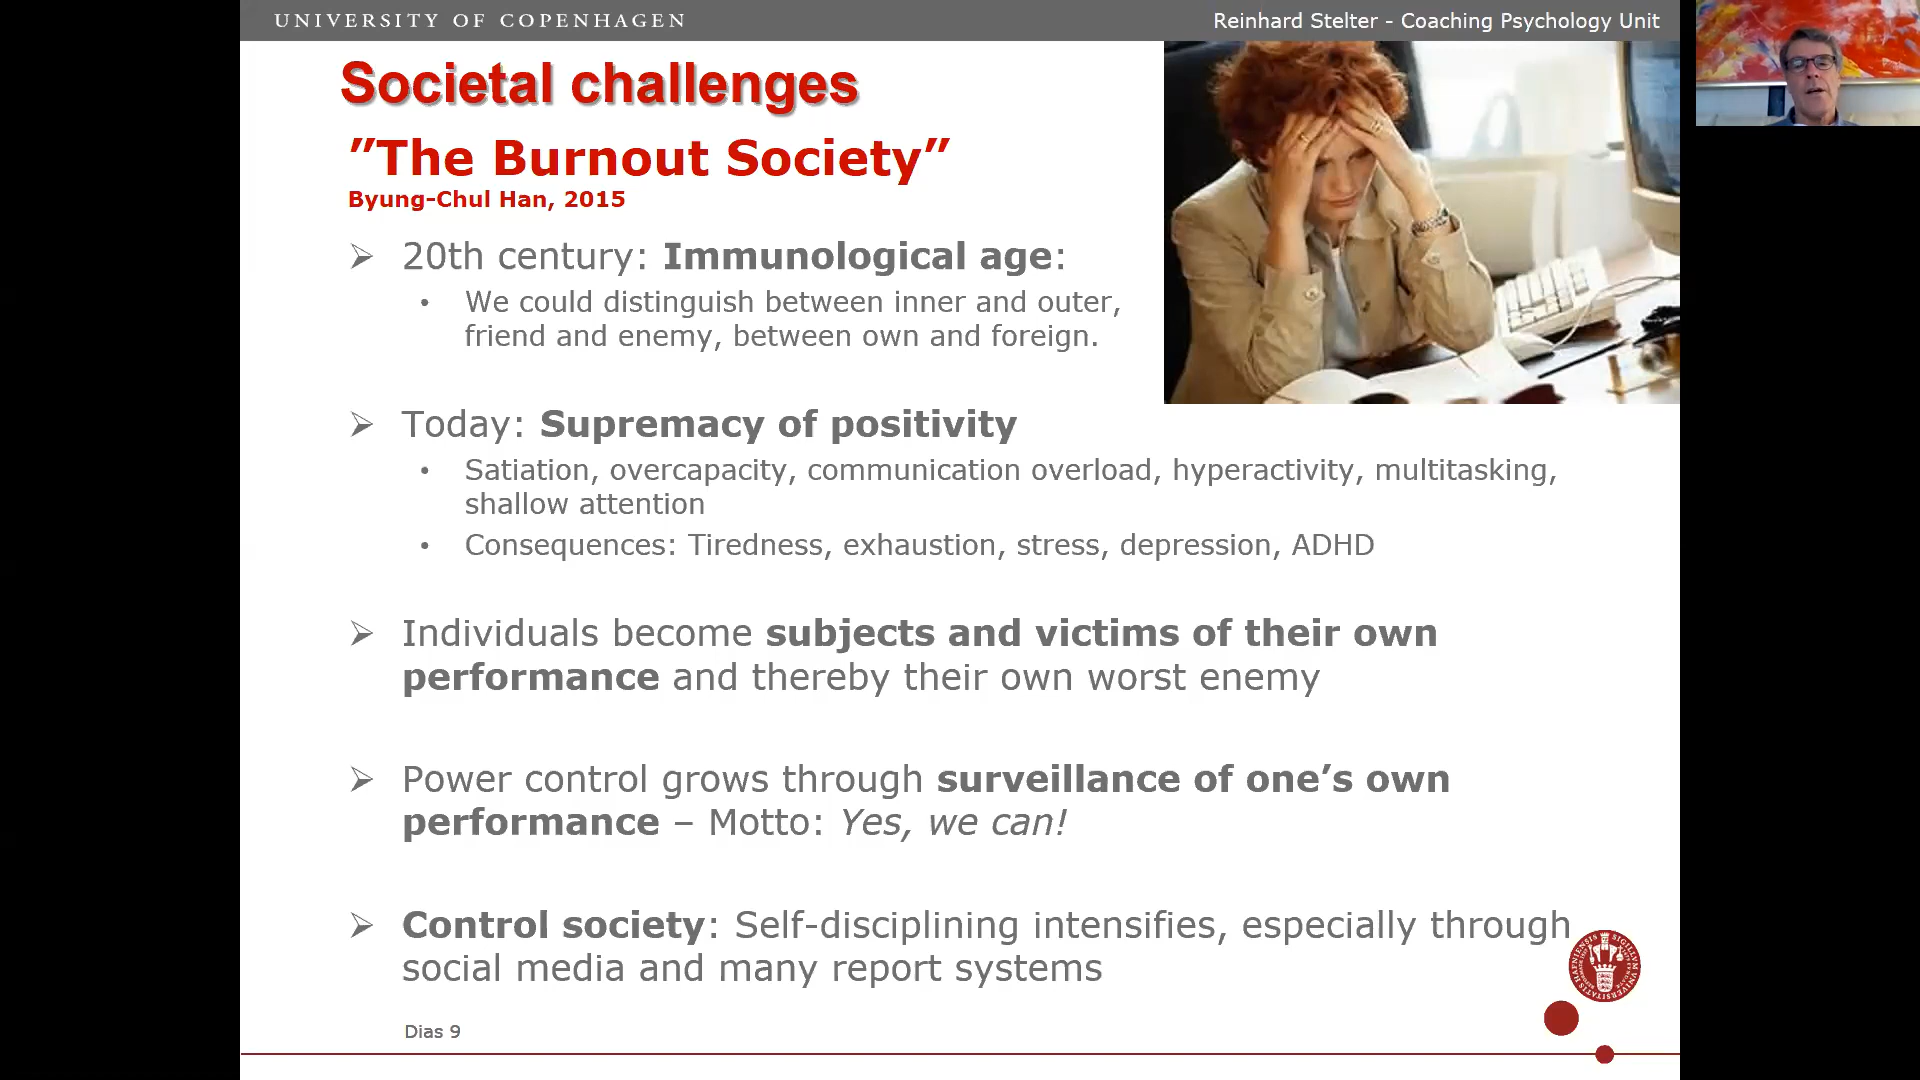 UNIVERSITY OF COPENHAGEN
Reinhard Stelter - Coaching Psychology Unit
Societal challenges
”The Burnout Society”
Byung-Chul Han, 2015
➢ 20th century: Immunological age:
• We could distinguish between inner and outer,
friend and enemy, between own and foreign.
➢ Today: Supremacy of positivity
• Satiation, overcapacity, communication overload, hyperactivity, multitasking,
shallow attention
• Consequences: Tiredness, exhaustion, stress, depression, ADHD
➢ Individuals become subjects and victims of their own
performance and thereby their own worst enemy
➢ Power control grows through surveillance of one’s own
performance – Motto: Yes, we can!
➢ Control society: Self-disciplining intensifies, especially through
social media and many report systems
Dias 9